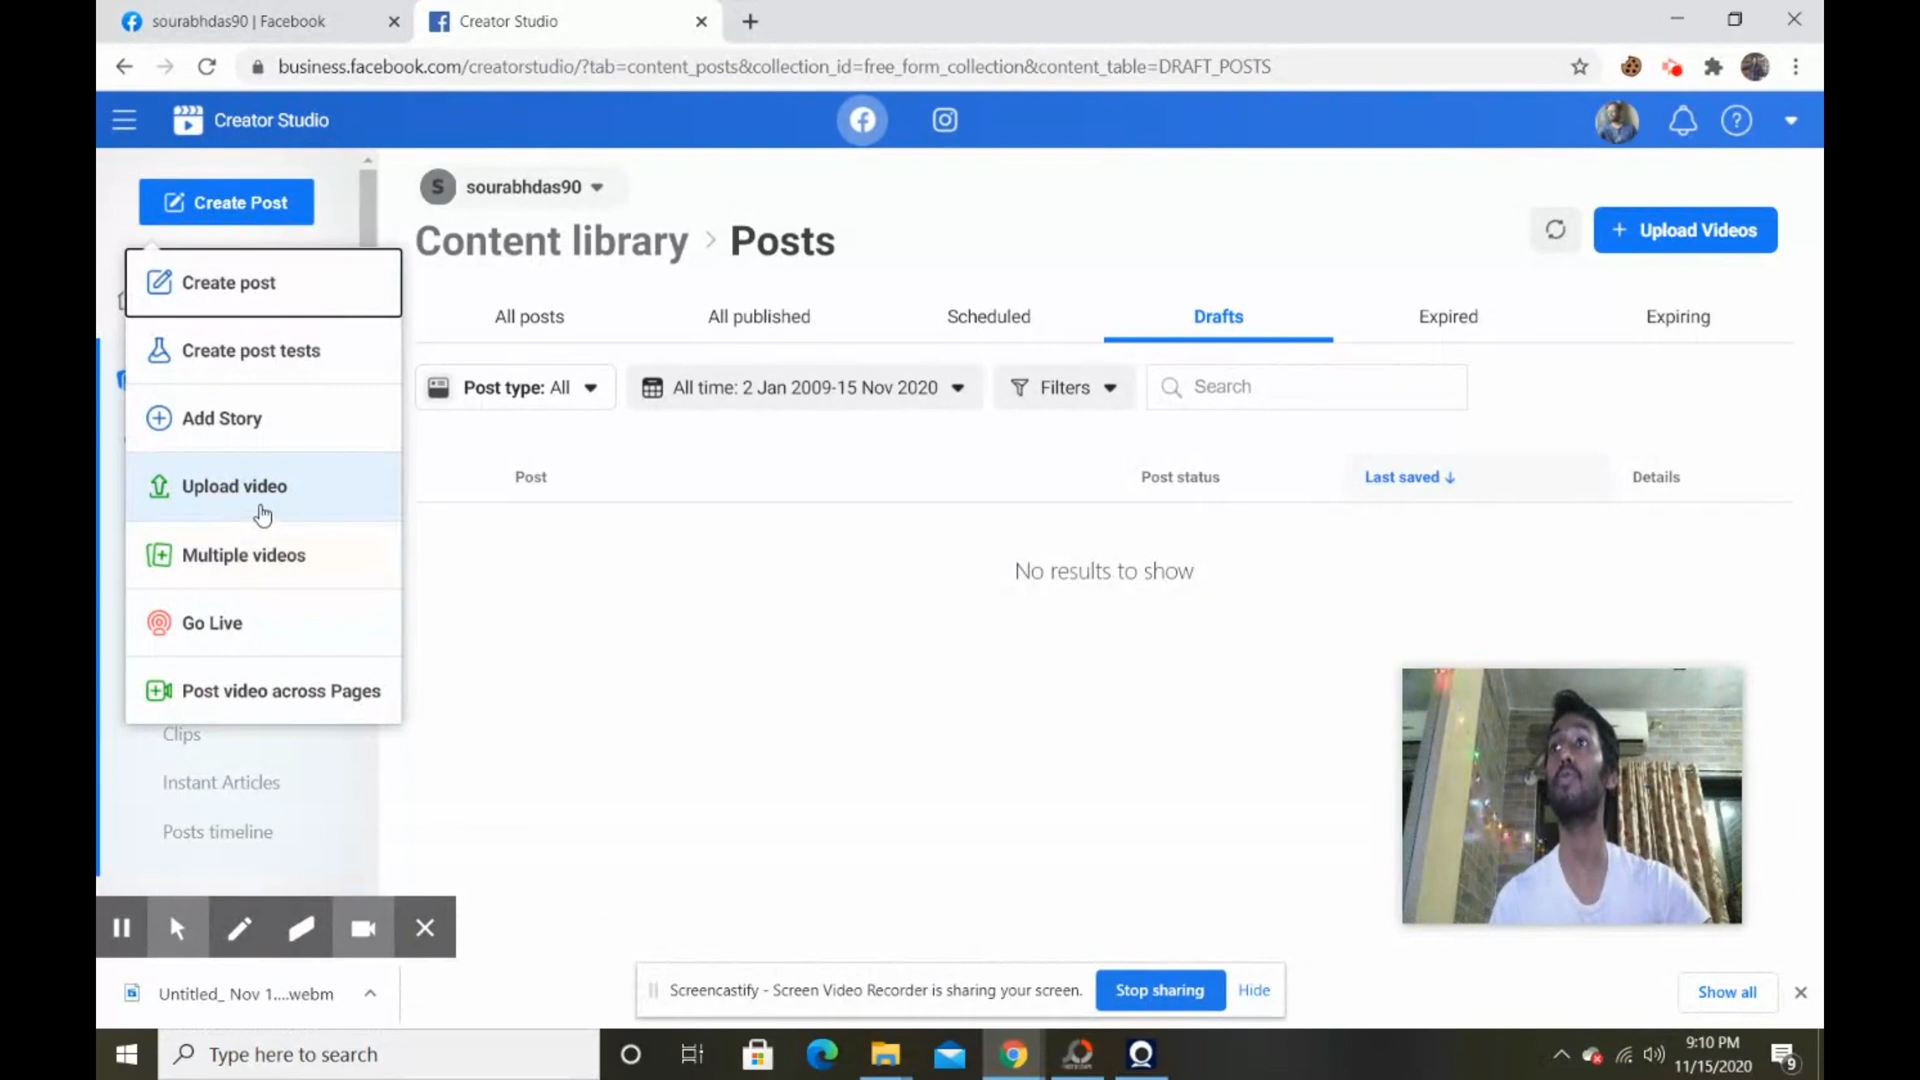 sourabhdas90 | Facebook
Creator Studio
business.facebook.com/creatorstudio/?tab=content_posts&collection_id=free_form_collection&content_table=DRAFT_POSTS
Creator Studio
Create Post
S sourabhdas90
Content library > Posts
+ Upload Videos
Create post
Create post tests
Add Story
Upload video
Multiple videos
Go Live
Post video across Pages
Clips
Instant Articles
Posts timeline
All posts
All published
Scheduled
Drafts
Expired
Expiring
Post type: All
All time: 2 Jan 2009-15 Nov 2020
Filters
Search
Post
Post status
Last saved ↓
Details
No results to show
Untitled_ Nov 1....webm
Screencastify - Screen Video Recorder is sharing your screen.
Stop sharing
Hide
Show all
Type here to search
9:10 PM
11/15/2020
9